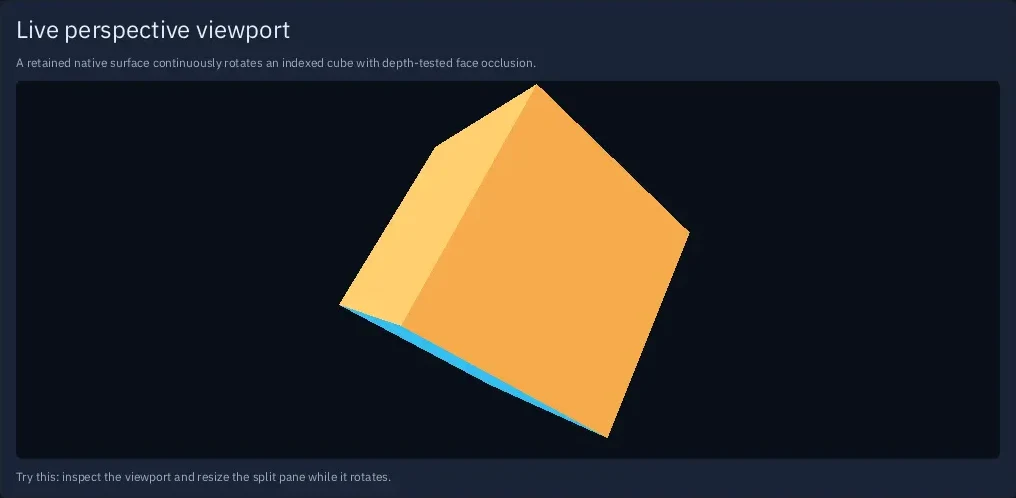 Live perspective viewport
A retained native surface continuously rotates an indexed cube with depth-tested face occlusion.
Try this: inspect the viewport and resize the split pane while it rotates.